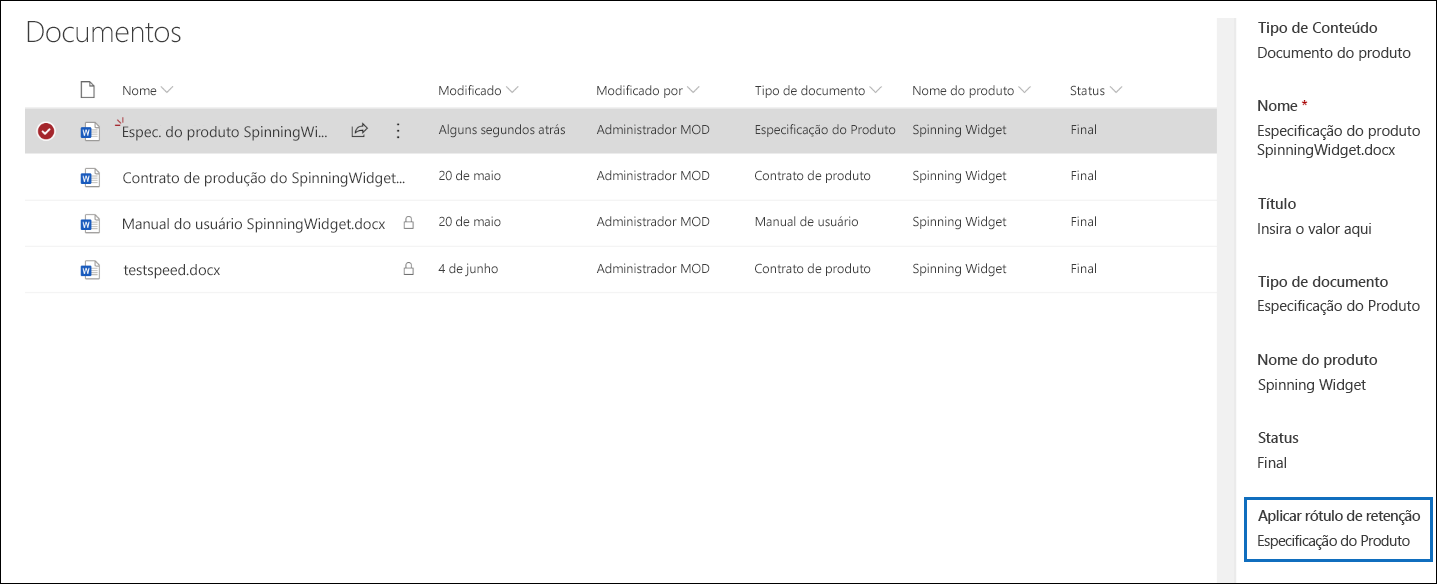 Documentos
Nome Modificado Modificado por Tipo de documento Nome do produto Status
Espec. do produto SpinningWi... Alguns segundos atrás Administrador MOD Especificação do Produto Spinning Widget Final
Contrato de produção do SpinningWidget... 20 de maio Administrador MOD Contrato de produto Spinning Widget Final
Manual do usuário SpinningWidget.docx 20 de maio Administrador MOD Manual de usuário Spinning Widget Final
testspeed.docx 4 de junho Administrador MOD Contrato de produto Spinning Widget Final
Tipo de Conteúdo
Documento do produto
Nome *
Especificação do produto
SpinningWidget.docx
Título
Insira o valor aqui
Tipo de documento
Especificação do Produto
Nome do produto
Spinning Widget
Status
Final
Aplicar rótulo de retenção
Especificação do Produto